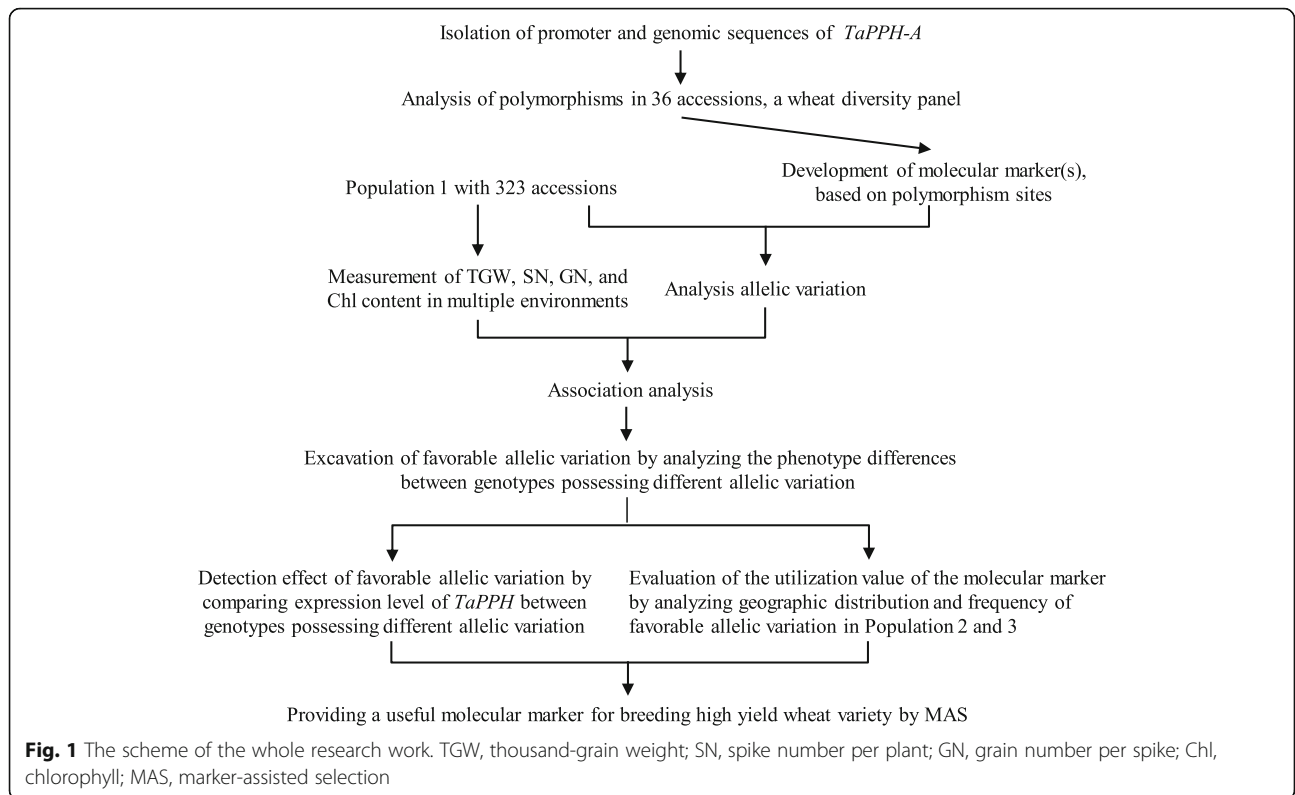 Isolation of promoter and genomic sequences of TaPPH-A
Analysis of polymorphisms in 36 accessions, a wheat diversity panel
Population 1 with 323 accessions
Development of molecular marker(s),
based on polymorphism sites
Measurement of TGW, SN, GN, and
Chl content in multiple environments
Analysis allelic variation
Association analysis
Excavation of favorable allelic variation by analyzing the phenotype differences
between genotypes possessing different allelic variation
Detection effect of favorable allelic variation by
comparing expression level of TaPPH between
genotypes possessing different allelic variation
Evaluation of the utilization value of the molecular marker
by analyzing geographic distribution and frequency of
favorable allelic variation in Population 2 and 3
Providing a useful molecular marker for breeding high yield wheat variety by MAS
Fig. 1 The scheme of the whole research work. TGW, thousand-grain weight; SN, spike number per plant; GN, grain number per spike; Chl,
chlorophyll; MAS, marker-assisted selection